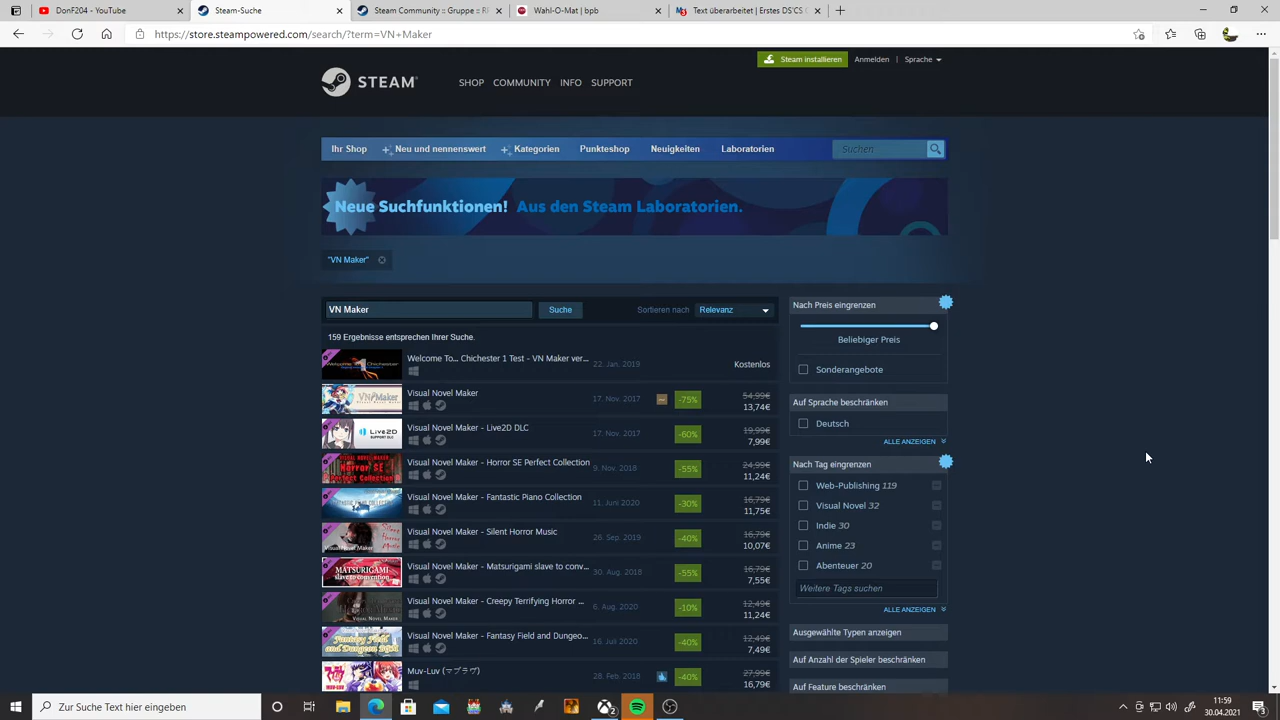 DonF2X4 - YouTube
Steam-Suche
Community :: Gruppe :: R
Wahl-O-Mat | bpb
Test überleben | Erstes DS'CS
https://store.steampowered.com/search/?term=VN+Maker
Steam installieren
Anmelden
Sprache
STEAM
SHOP COMMUNITY INFO SUPPORT
Ihr Shop Neu und nennenswert Kategorien Punkteshop Neuigkeiten Laboratorien
Suchen
Neue Suchfunktionen! Aus den Steam Laboratorien.
"VN Maker"
VN Maker
Suche
Sortieren nach Relevanz
159 Ergebnisse entsprechen Ihrer Suche.
Welcome To... Chichester 1 Test - VN Maker ver... 22. Jan. 2019 Kostenlos
Visual Novel Maker 17. Nov. 2017 -75% 54,99€
13,74€
Visual Novel Maker - Live2D DLC 17. Nov. 2017 -60% 19,99€
7,99€
Visual Novel Maker - Horror SE Perfect Collection 9. Nov. 2018 -55% 24,99€
11,24€
Visual Novel Maker - Fantastic Piano Collection 11. Juni 2020 -30% 16,79€
11,75€
Visual Novel Maker - Silent Horror Music 26. Sep. 2019 -40% 16,79€
10,07€
Visual Novel Maker - Matsurigami slave to conv... 30. Aug. 2018 -55% 16,79€
7,55€
Visual Novel Maker - Creepy Terrifying Horror ... 6. Aug. 2020 -10% 12,49€
11,24€
Visual Novel Maker - Fantasy Field and Dungeo... 16. Juli 2020 -40% 12,49€
7,49€
Muv-Luv (マブラヴ) 28. Feb. 2018 -40% 27,99€
16,79€
Nach Preis eingrenzen
Beliebiger Preis
Sonderangebote
Auf Sprache beschränken
Deutsch
ALLE ANZEIGEN
Nach Tag eingrenzen
Web-Publishing 119
Visual Novel 32
Indie 30
Anime 23
Abenteuer 20
Weitere Tags suchen
ALLE ANZEIGEN
Ausgewählte Typen anzeigen
Auf Anzahl der Spieler beschränken
Auf Feature beschränken
Zur Suche Text hier eingeben
11:59
30.04.2021